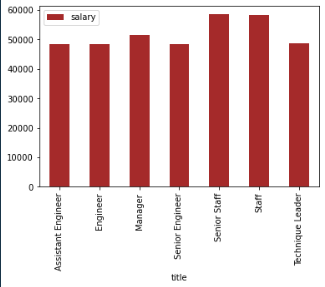 60000
50000
40000
30000
20000
10000
0
salary
Assistant Engineer
Engineer
Manager
Senior Engineer
Senior Staff
Staff
Technique Leader
title